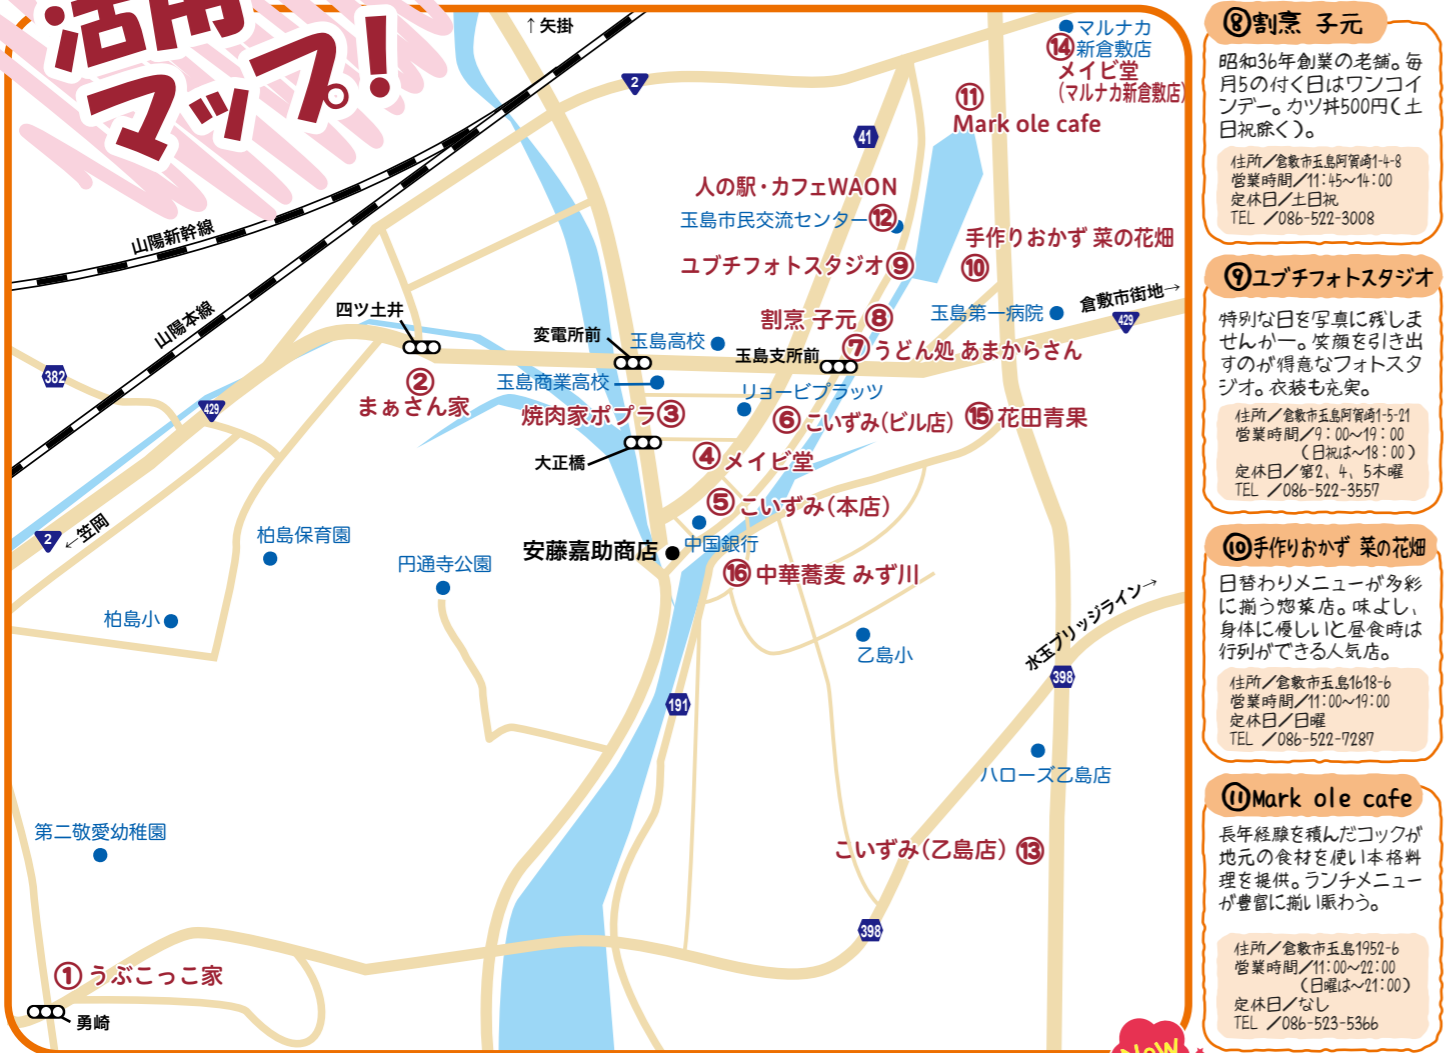 活用
マップ。!
↑矢掛
マルナカ
新倉敷店
⑭
メイビ堂
(マルナカ新倉敷店)
2
⑪
Mark ole cafe
41
人の駅・カフェWAON
玉島市民交流センター⑫
手作りおかず 菜の花畑
⑩
ユブチフォトスタジオ⑨
山陽新幹線
山陽本線
四ツ土井
変電所前
玉島高校
割烹 子元 ⑧
玉島第一病院
倉敷市街地→
429
玉島支所前
⑦うどん処 あまからさん
382
②
まぁさん家
玉島商業高校
リョービプラッツ
429
焼肉家ポプラ③
⑥こいずみ(ビル店)
⑮花田青果
大正橋
④メイビ堂
⑤こいずみ(本店)
2
←笠岡
柏島保育園
円通寺公園
安藤嘉助商店
中国銀行
⑯中華蕎麦 みず川
柏島小
乙島小
水玉ブリッジライン→
398
191
ハローズ乙島店
第二敬愛幼稚園
こいずみ(乙島店)⑬
398
①うぶこっこ家
勇崎
⑧割烹 子元
昭和36年創業の老舗。毎
月5の付く日はワンコイ
ンデー。カツ丼500円(土
日祝除く)。
住所/倉敷市玉島阿賀崎1-4-8
営業時間/11:45~14:00
定休日/土日祝
TEL /086-522-3008
⑨ユブチフォトスタジオ
特別な日を写真に残しま
せんかー。笑顔を引き出
すのが得意なフォトスタ
ジオ。衣装も充実。
住所/倉敷市玉島阿賀崎1-5-21
営業時間/9:00~19:00
(日祝は~18:00)
定休日/第2、4、5木曜
TEL /086-522-3557
⑩手作りおかず 菜の花畑
日替わりメニューが多彩
に揃う惣菜店。味よし、
身体に優しいと昼食時は
行列ができる人気店。
住所/倉敷市玉島1618-6
営業時間/11:00~19:00
定休日/日曜
TEL /086-522-7287
⑪Mark ole cafe
長年経験を積んだコックが
地元の食材を使い本格料
理を提供。ランチメニュー
が豊富に揃い賑わう。
住所/倉敷市玉島1952-6
営業時間/11:00~22:00
(日曜は~21:00)
定休日/なし
TEL /086-523-5366
New